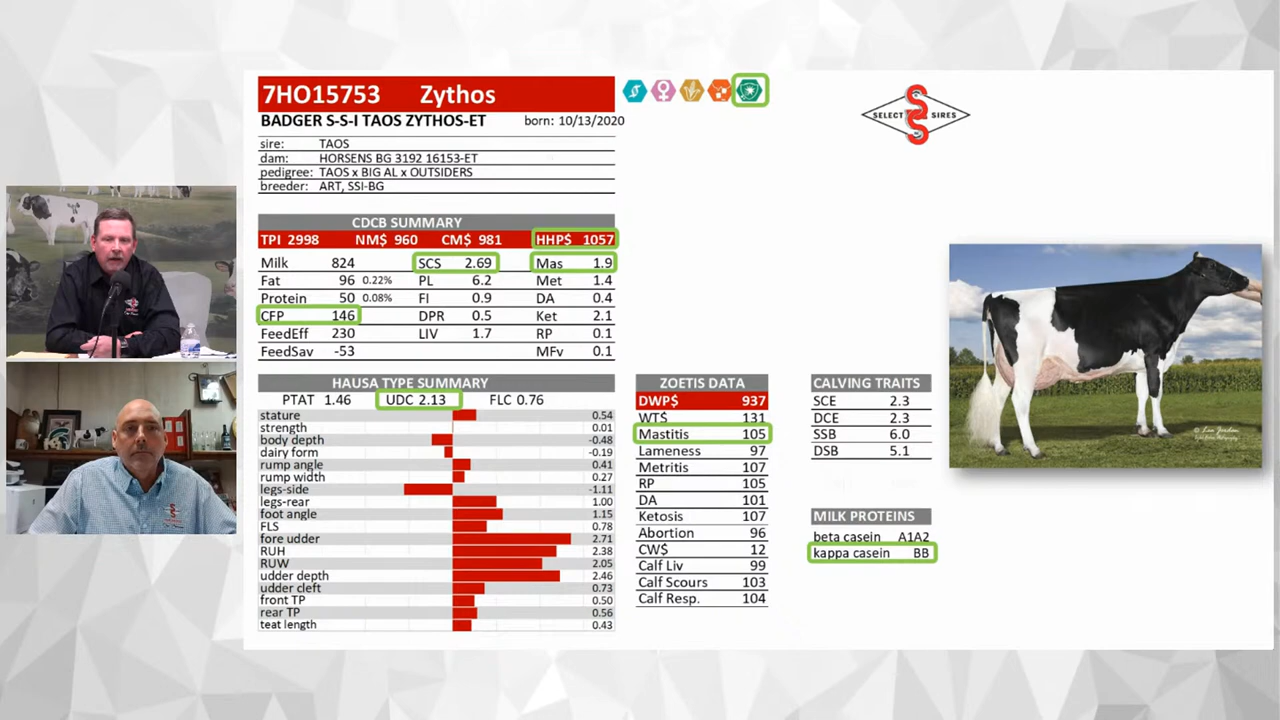 7HO15753 Zythos
BADGER S-S-I TAOS ZYTHOS-ET born: 10/13/2020
sire: TAOS
dam: HORSENS BG 3192 16153-ET
pedigree: TAOS x BIG AL x OUTSIDERS
breeder: ART, SSI-BG
SELECT SIRES
CDCB SUMMARY
TPI 2998 NM$ 960 CM$ 981 HHP$ 1057
Milk 824 SCS 2.69 Mas 1.9
Fat 96 0.22% PL 6.2 Met 1.4
Protein 50 0.08% FI 0.9 DA 0.4
CFP 146 DPR 0.5 Ket 2.1
FeedEff 230 LIV 1.7 RP 0.1
FeedSav -53 MFv 0.1
HAUSA TYPE SUMMARY
PTAT 1.46 UDC 2.13 FLC 0.76
stature 0.54
strength 0.01
body depth -0.48
dairy form -0.19
rump angle 0.41
rump width 0.27
legs-side -1.11
legs-rear 1.00
foot angle 1.15
FLS 0.78
fore udder 2.71
RUH 2.38
RUW 2.05
udder depth 2.46
udder cleft 0.73
front TP 0.50
rear TP 0.56
teat length 0.43
ZOETIS DATA
DWP$ 937
WT$ 131
Mastitis 105
Lameness 97
Metritis 107
RP 105
DA 101
Ketosis 107
Abortion 96
CW$ 12
Calf Liv 99
Calf Scours 103
Calf Resp. 104
CALVING TRAITS
SCE 2.3
DCE 2.3
SSB 6.0
DSB 5.1
MILK PROTEINS
beta casein A1A2
kappa casein BB